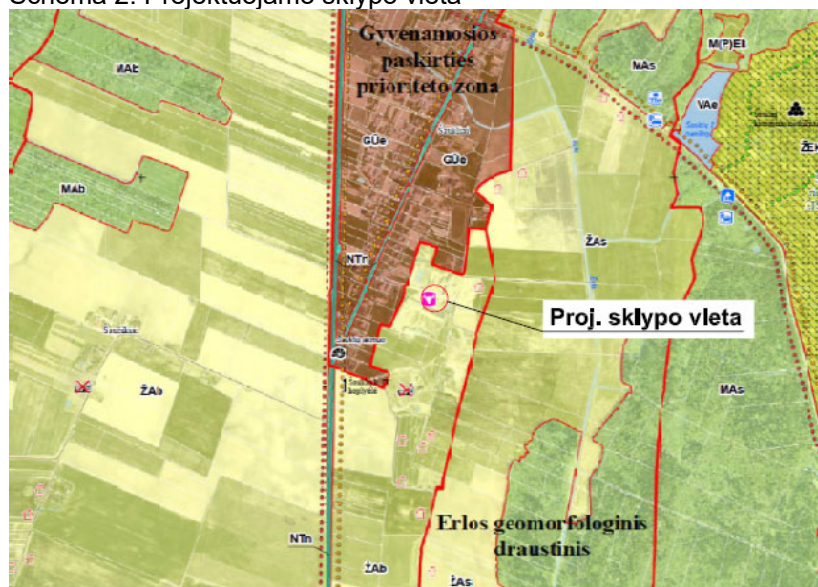 Schema 2. Projektuojamo sklypo vieta
Gyvenamosios
paskirties
prioriteto zona
MAb
MAs
M(P)El
VAe
ŽEK
GŪe
GŪe
MAb
ŽAs
NTr
Proj. sklypo vieta
ŽAb
MAs
Erlos geomorfologinis
draustinis
NTn
ŽAb
ŽAs